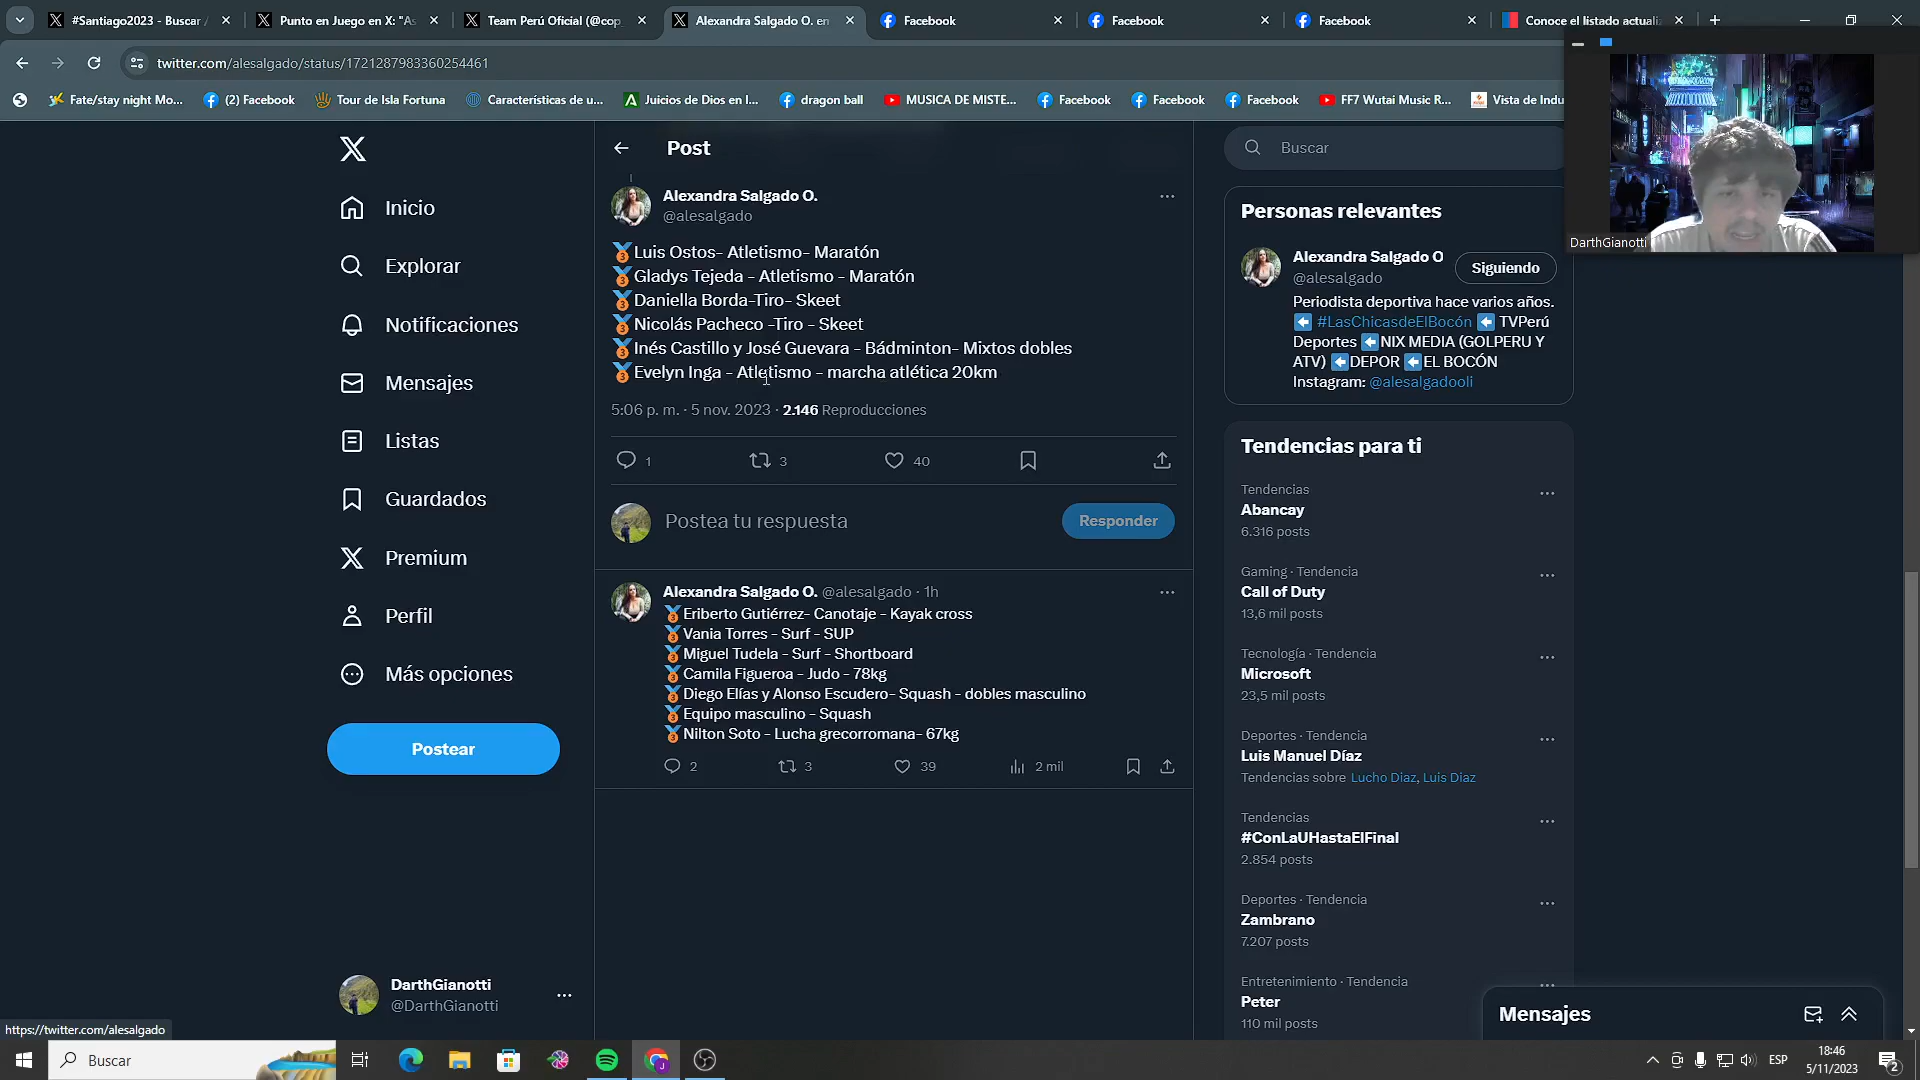 #Santiago2023 - Buscar /
Punto en Juego en X: "As
Team Perú Oficial (@cop
Alexandra Salgado O. en
Facebook
Facebook
Facebook
Conoce el listado actuali
twitter.com/alesalgado/status/1721287983360254461
Fate/stay night Mo...
(2) Facebook
Tour de Isla Fortuna
Características de u...
Juicios de Dios en l...
dragon ball
MUSICA DE MISTE...
Facebook
Facebook
Facebook
FF7 Wutai Music R...
Vista de Indu
DarthGianotti
X
Inicio
Explorar
Notificaciones
Mensajes
Listas
Guardados
Premium
Perfil
Más opciones
Postear
DarthGianotti
@DarthGianotti
https://twitter.com/alesalgado
Post
Alexandra Salgado O.
@alesalgado
🥉Luis Ostos- Atletismo- Maratón
🥉Gladys Tejeda - Atletismo - Maratón
🥉Daniella Borda-Tiro- Skeet
🥉Nicolás Pacheco -Tiro - Skeet
🥉Inés Castillo y José Guevara - Bádminton- Mixtos dobles
🥉Evelyn Inga - Atletismo - marcha atlética 20km
5:06 p. m. · 5 nov. 2023 · 2.146 Reproducciones
1 3 40
Postea tu respuesta
Responder
Alexandra Salgado O. @alesalgado · 1h
🥉Eriberto Gutiérrez- Canotaje - Kayak cross
🥉Vania Torres - Surf - SUP
🥉Miguel Tudela - Surf - Shortboard
🥉Camila Figueroa - Judo - 78kg
🥉Diego Elías y Alonso Escudero- Squash - dobles masculino
🥉Equipo masculino - Squash
🥉Nilton Soto - Lucha grecorromana- 67kg
2 3 39 2 mil
Buscar
Personas relevantes
Alexandra Salgado O
@alesalgado
Siguiendo
Periodista deportiva hace varios años.
⬅️ #LasChicasdeElBocón ⬅️ TVPerú
Deportes ⬅️NIX MEDIA (GOLPERU Y
ATV) ⬅️DEPOR ⬅️EL BOCÓN
Instagram: @alesalgadooli
Tendencias para ti
Tendencias
Abancay
6.316 posts
Gaming · Tendencia
Call of Duty
13,6 mil posts
Tecnología · Tendencia
Microsoft
23,5 mil posts
Deportes · Tendencia
Luis Manuel Díaz
Tendencias sobre Lucho Diaz, Luis Diaz
Tendencias
#ConLaUHastaElFinal
2.854 posts
Deportes · Tendencia
Zambrano
7.207 posts
Entretenimiento · Tendencia
Peter
110 mil posts
Mensajes
Buscar
ESP
18:46
5/11/2023
2